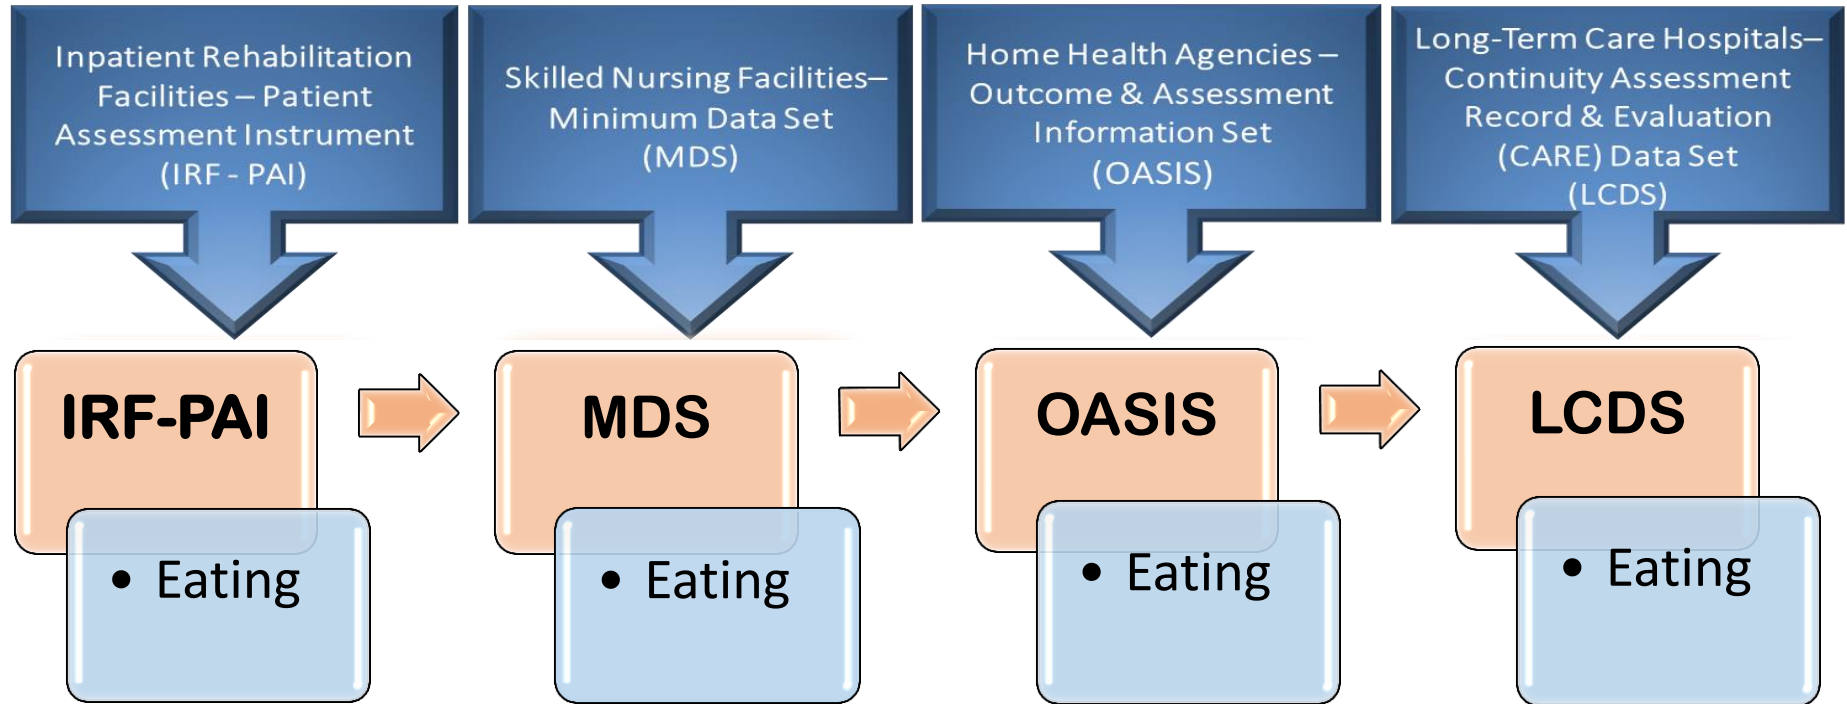 Inpatient Rehabilitation
Facilities – Patient
Assessment Instrument
(IRF - PAI)
Skilled Nursing Facilities–
Minimum Data Set
(MDS)
Home Health Agencies –
Outcome & Assessment
Information Set
(OASIS)
Long-Term Care Hospitals–
Continuity Assessment
Record & Evaluation
(CARE) Data Set
(LCDS)
IRF-PAI
MDS
OASIS
LCDS
• Eating
• Eating
• Eating
• Eating